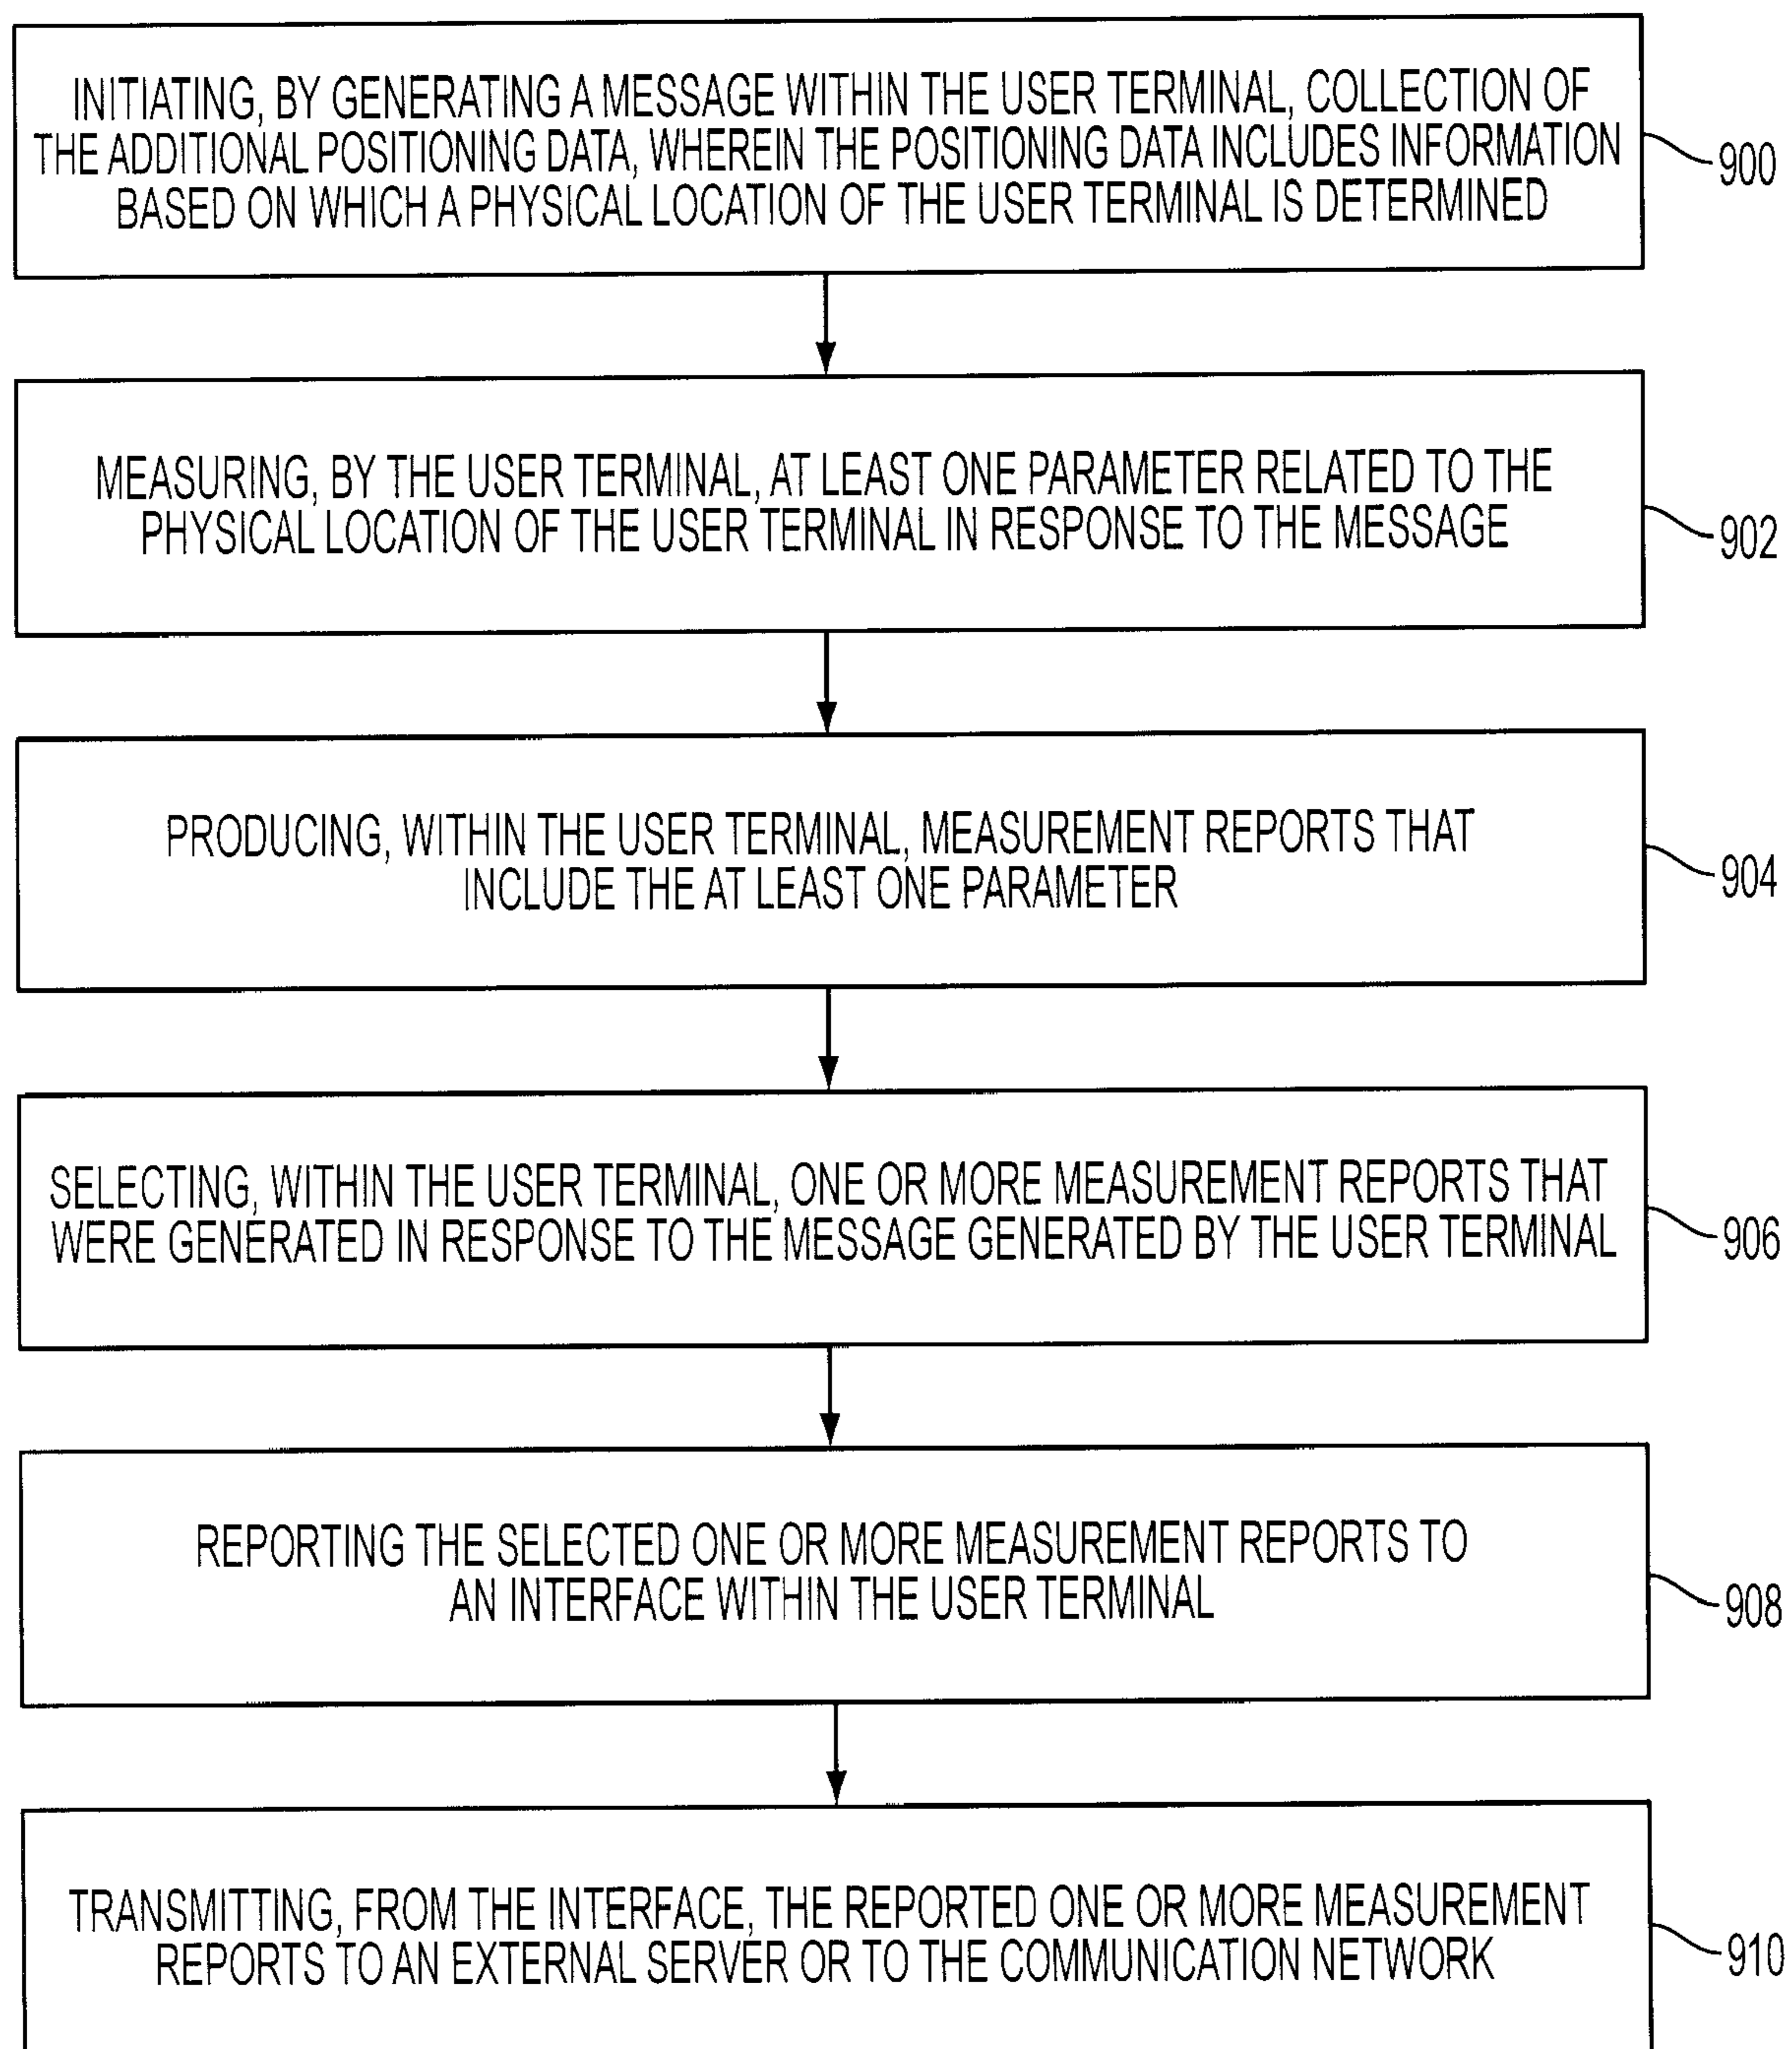 INITIATING, BY GENERATING A MESSAGE WITHIN THE USER TERMINAL, COLLECTION OF
THE ADDITIONAL POSITIONING DATA, WHEREIN THE POSITIONING DATA INCLUDES INFORMATION
BASED ON WHICH A PHYSICAL LOCATION OF THE USER TERMINAL IS DETERMINED
900
MEASURING, BY THE USER TERMINAL, AT LEAST ONE PARAMETER RELATED TO THE
PHYSICAL LOCATION OF THE USER TERMINAL IN RESPONSE TO THE MESSAGE
902
PRODUCING, WITHIN THE USER TERMINAL, MEASUREMENT REPORTS THAT
INCLUDE THE AT LEAST ONE PARAMETER
904
SELECTING, WITHIN THE USER TERMINAL, ONE OR MORE MEASUREMENT REPORTS THAT
WERE GENERATED IN RESPONSE TO THE MESSAGE GENERATED BY THE USER TERMINAL
906
REPORTING THE SELECTED ONE OR MORE MEASUREMENT REPORTS TO
AN INTERFACE WITHIN THE USER TERMINAL
908
TRANSMITTING, FROM THE INTERFACE, THE REPORTED ONE OR MORE MEASUREMENT
REPORTS TO AN EXTERNAL SERVER OR TO THE COMMUNICATION NETWORK
910